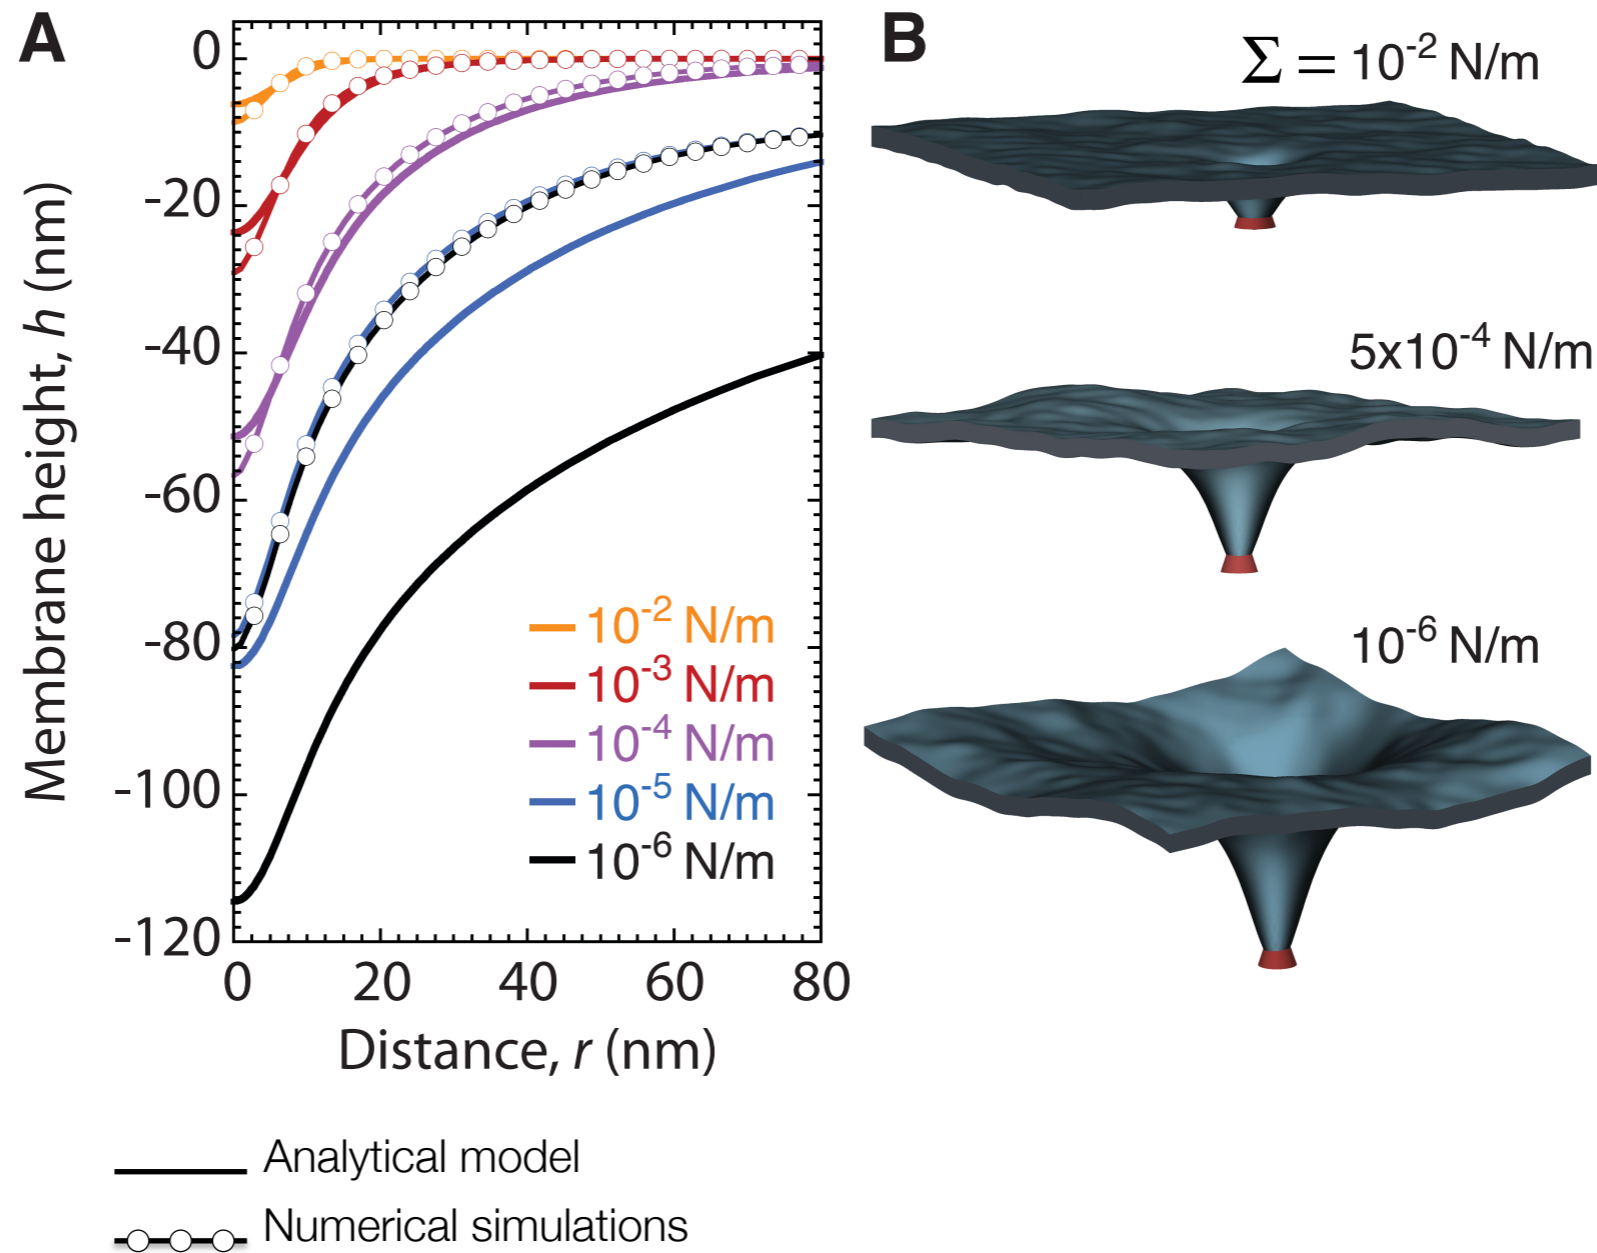 A
B
Membrane height, h (nm)
0
-20
-40
-60
-80
-100
-120
10⁻² N/m
10⁻³ N/m
10⁻⁴ N/m
10⁻⁵ N/m
10⁻⁶ N/m
0 20 40 60 80
Distance, r (nm)
Analytical model
Numerical simulations
Σ = 10⁻² N/m
5x10⁻⁴ N/m
10⁻⁶ N/m